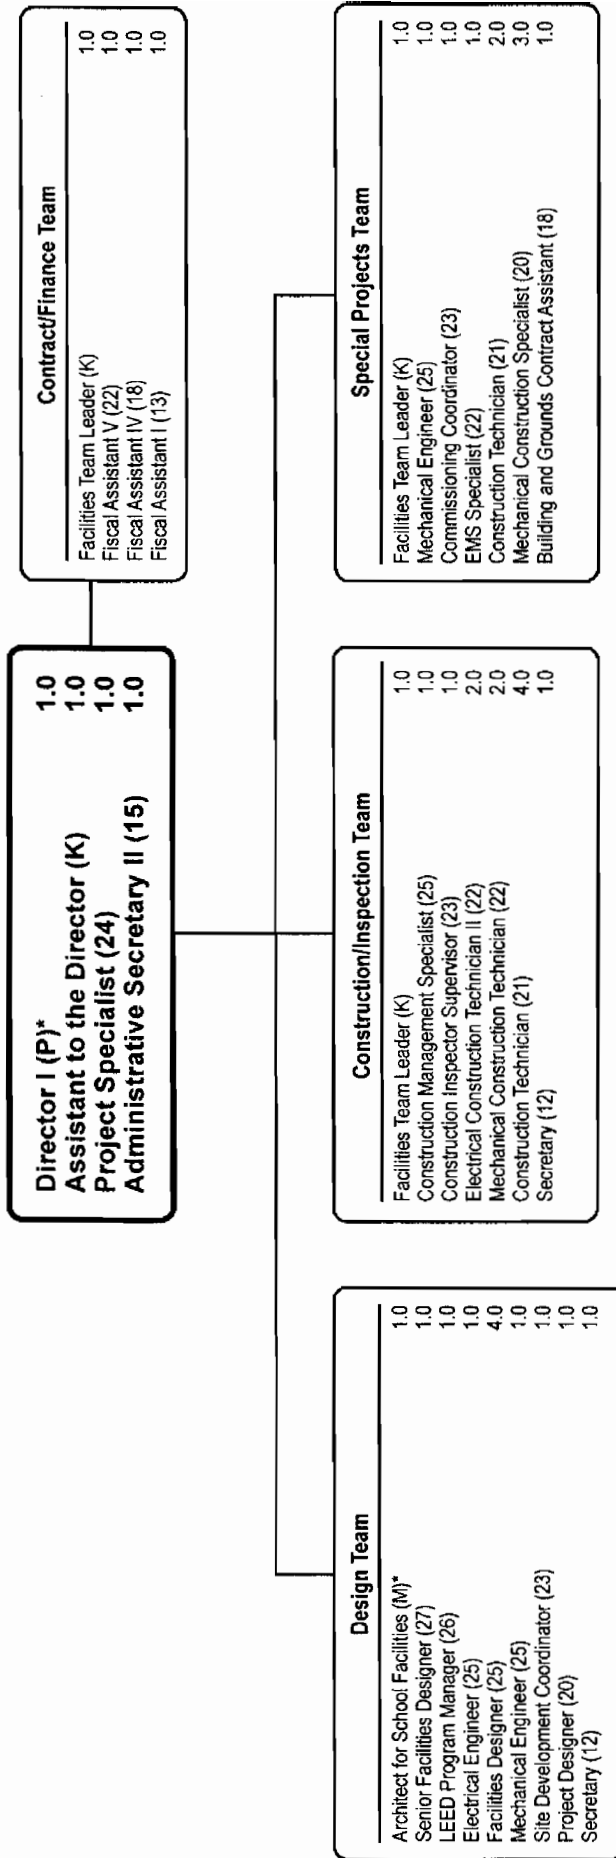 Director I (P)* 1.0
Assistant to the Director (K) 1.0
Project Specialist (24) 1.0
Administrative Secretary II (15) 1.0
Contract/Finance Team
Facilities Team Leader (K) 1.0
Fiscal Assistant V (22) 1.0
Fiscal Assistant IV (18) 1.0
Fiscal Assistant I (13) 1.0
Design Team
Architect for School Facilities (M)* 1.0
Senior Facilities Designer (27) 1.0
LEED Program Manager (26) 1.0
Electrical Engineer (25) 1.0
Facilities Designer (25) 4.0
Mechanical Engineer (25) 1.0
Site Development Coordinator (23) 1.0
Project Designer (20) 1.0
Secretary (12) 1.0
Construction/Inspection Team
Facilities Team Leader (K) 1.0
Construction Management Specialist (25) 1.0
Construction Inspector Supervisor (23) 1.0
Electrical Construction Technician II (22) 2.0
Mechanical Construction Technician (22) 2.0
Construction Technician (21) 4.0
Secretary (12) 1.0
Special Projects Team
Facilities Team Leader (K) 1.0
Mechanical Engineer (25) 1.0
Commissioning Coordinator (23) 1.0
EMS Specialist (22) 1.0
Construction Technician (21) 2.0
Mechanical Construction Specialist (20) 3.0
Building and Grounds Contract Assistant (18) 1.0